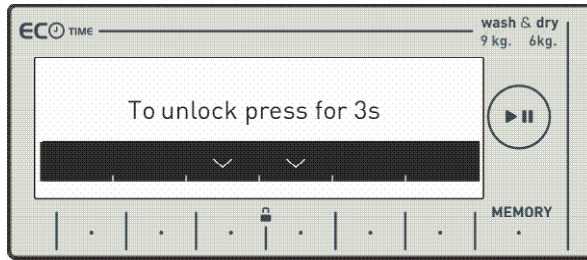 ECO TIME
wash & dry
9 kg. 6kg.
To unlock press for 3s
MEMORY